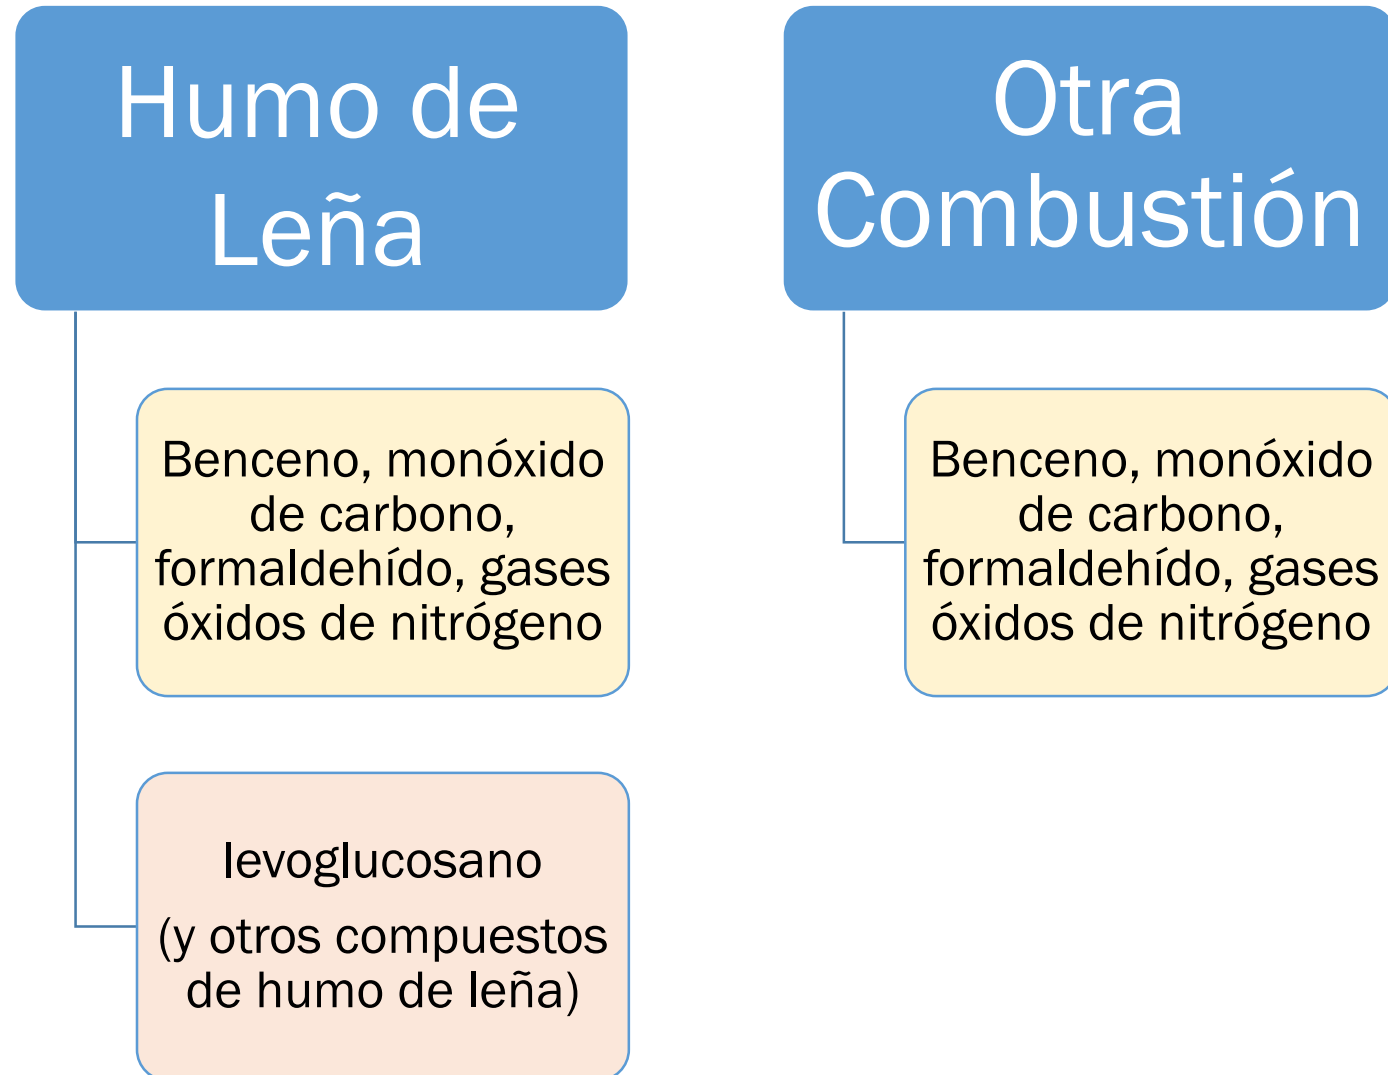 Humo de
Leña
Benceno, monóxido
de carbono,
formaldehído, gases
óxidos de nitrógeno
levoglucosano
(y otros compuestos
de humo de leña)
Otra
Combustión
Benceno, monóxido
de carbono,
formaldehído, gases
óxidos de nitrógeno